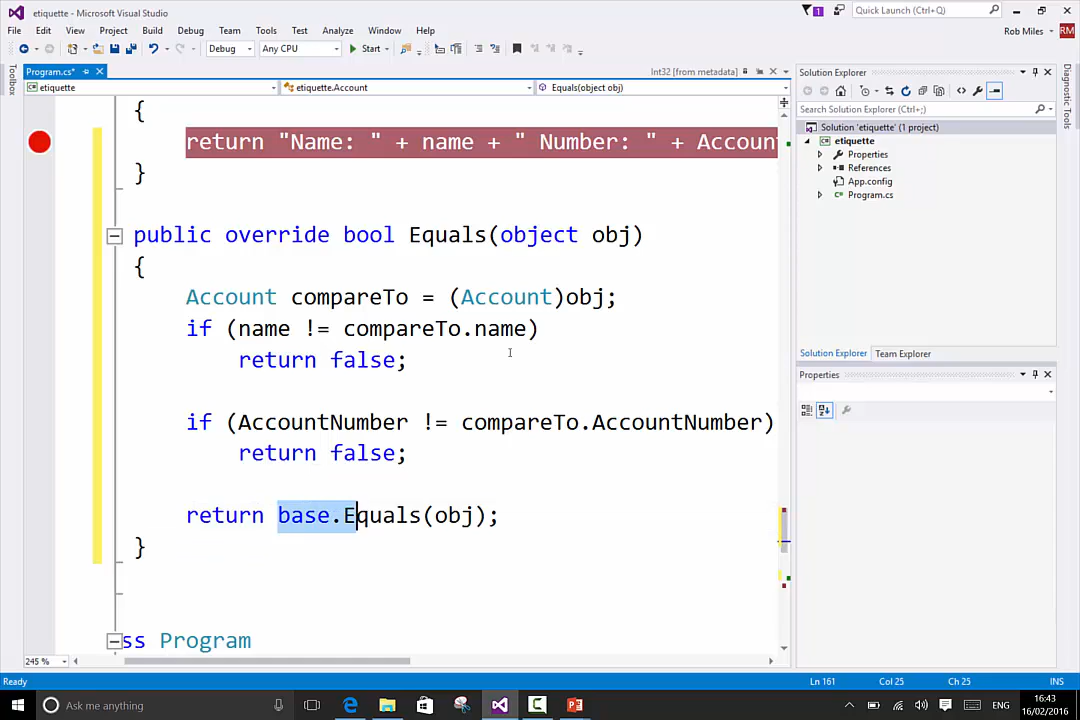 etiquette - Microsoft Visual Studio
1
Quick Launch (Ctrl+Q)
File Edit View Project Build Debug Team Tools Test Analyze Window Help
Rob Miles
RM
Debug Any CPU Start
Toolbox
Program.cs*
Int32 [from metadata]
etiquette
etiquette.Account
Equals(object obj)
{
return "Name: " + name + " Number: " + Accoun
}
public override bool Equals(object obj)
{
Account compareTo = (Account)obj;
if (name != compareTo.name)
return false;
if (AccountNumber != compareTo.AccountNumber)
return false;
return base.Equals(obj);
}
ss Program
245 %
Solution Explorer
Search Solution Explorer (Ctrl+;)
Solution 'etiquette' (1 project)
etiquette
Properties
References
App.config
Program.cs
Solution Explorer Team Explorer
Properties
Diagnostic Tools
Ready
Ln 161 Col 25 Ch 25 INS
Ask me anything
ENG
16:43
16/02/2016